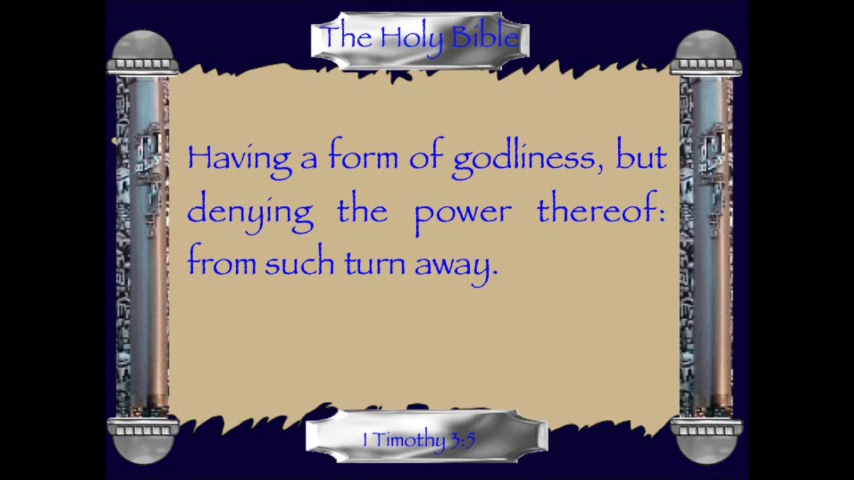 The Holy Bible
Having a form of godliness, but
denying the power thereof:
from such turn away.
1 Timothy 3:5